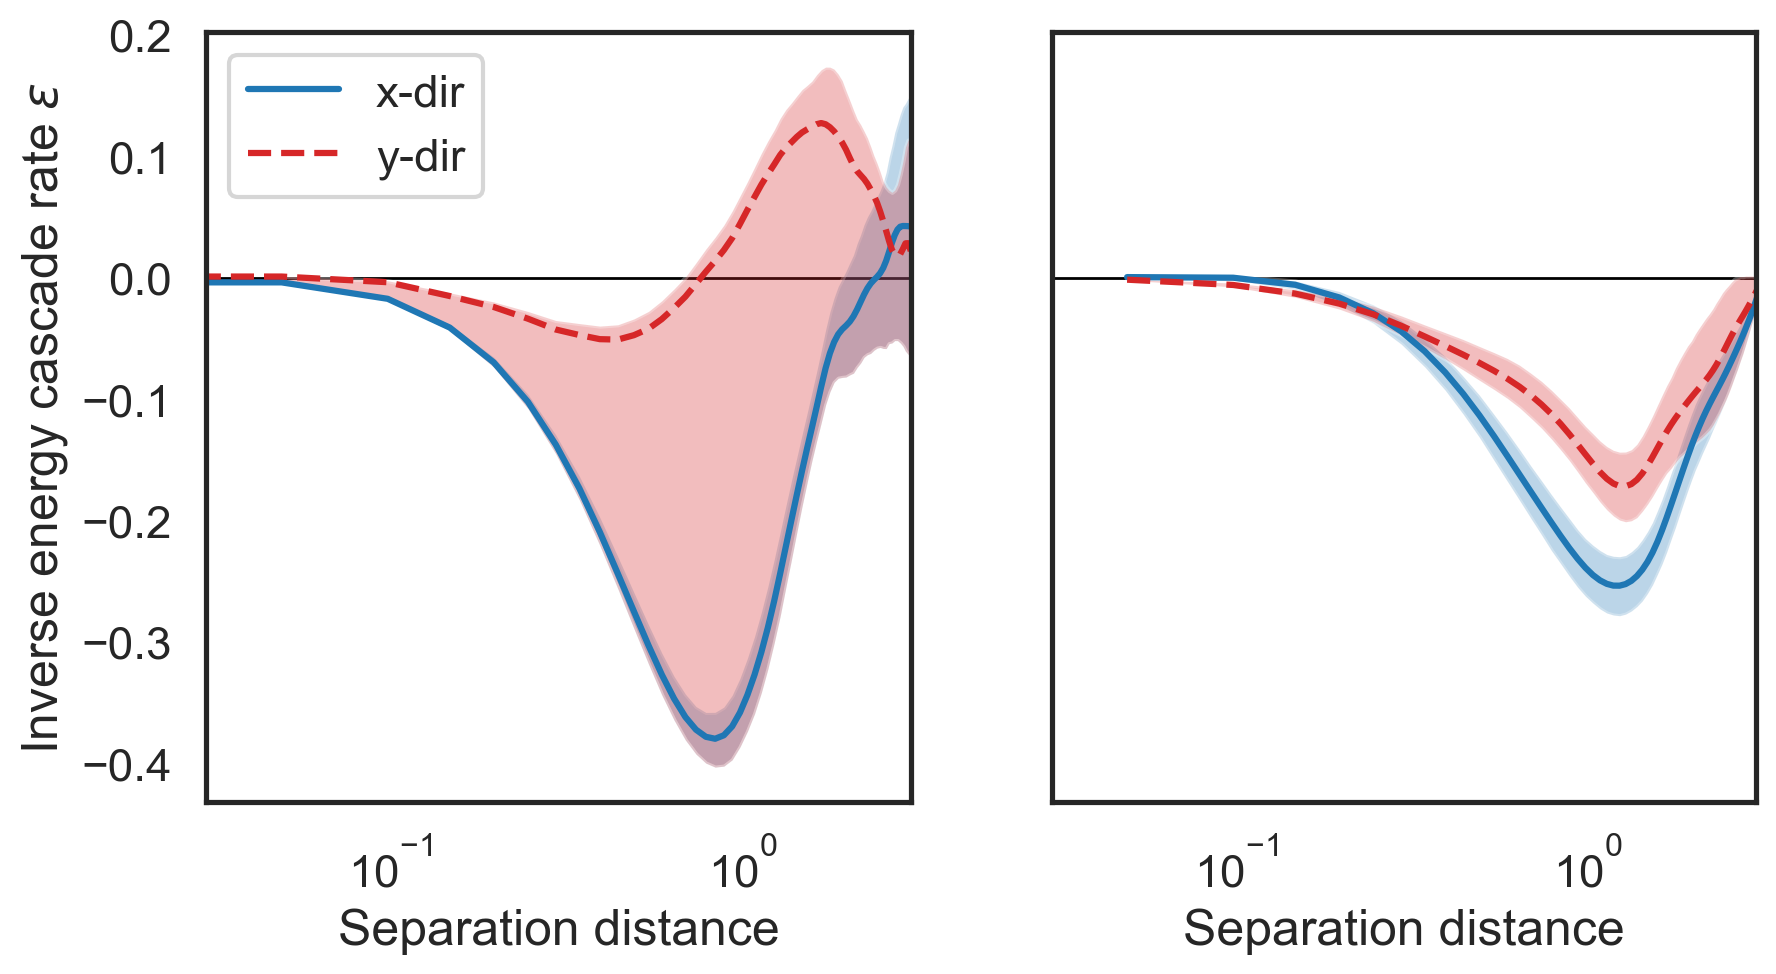 Inverse energy cascade rate ε
0.2
0.1
0.0
−0.1
−0.2
−0.3
−0.4
x-dir
y-dir
10⁻¹ 10⁰
Separation distance
10⁻¹ 10⁰
Separation distance